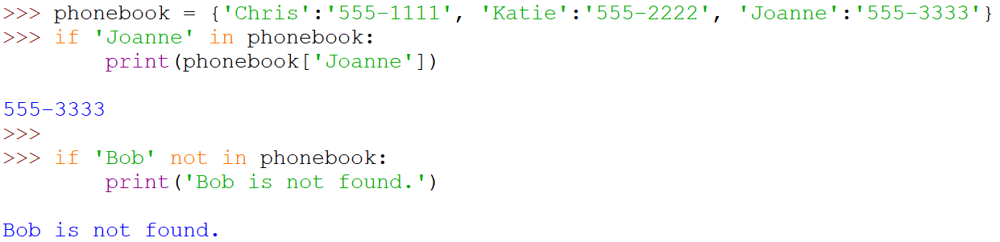 >>> phonebook = {'Chris':'555-1111', 'Katie':'555-2222', 'Joanne':'555-3333'}
>>> if 'Joanne' in phonebook:
        print(phonebook['Joanne'])
555-3333
>>>
>>> if 'Bob' not in phonebook:
        print('Bob is not found.')
Bob is not found.